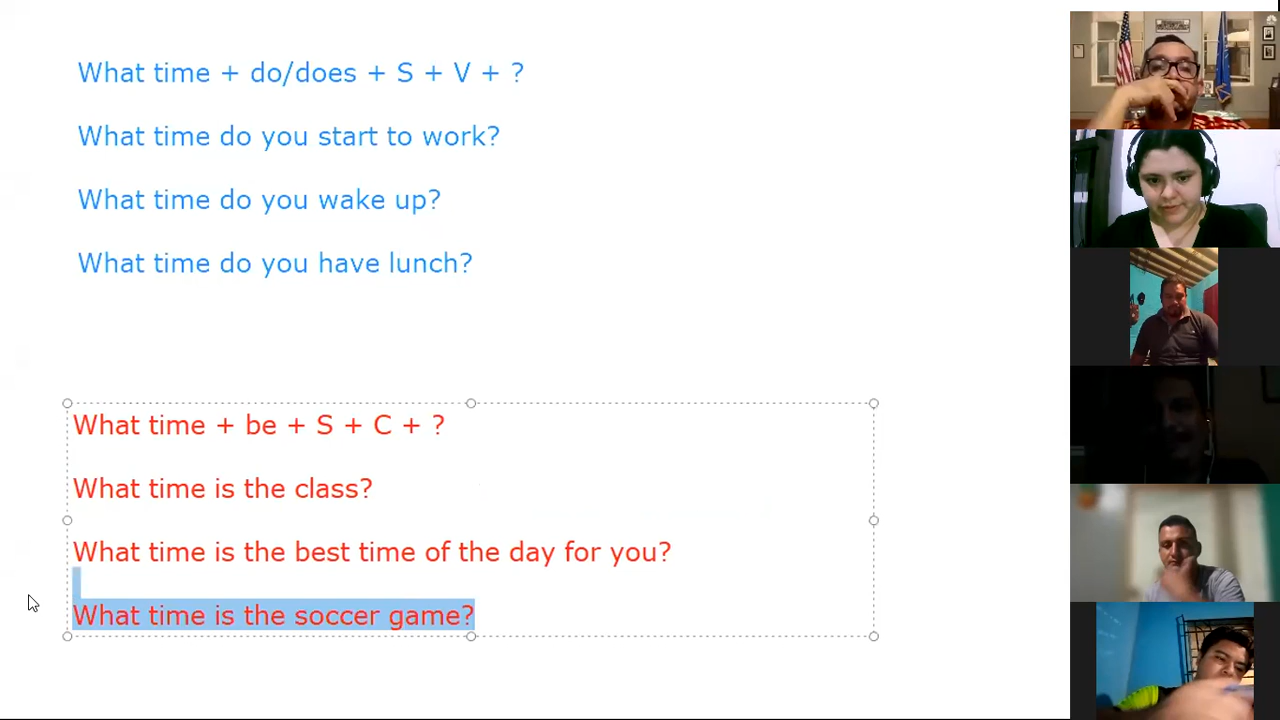 What time + do/does + S + V + ?
What time do you start to work?
What time do you wake up?
What time do you have lunch?
What time + be + S + C + ?
What time is the class?
What time is the best time of the day for you?
What time is the soccer game?